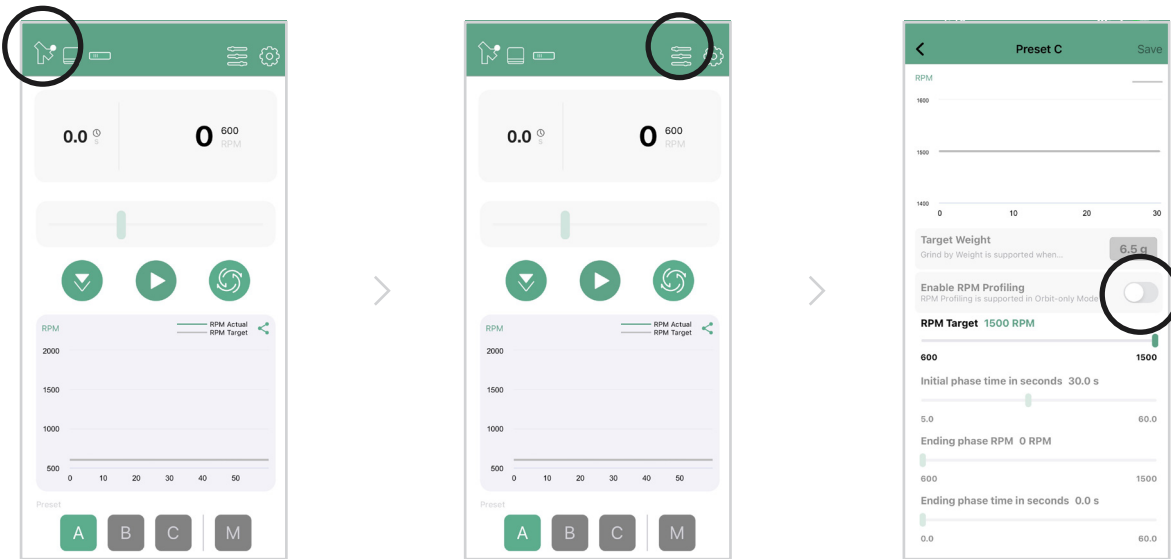 0.0 s
0 600
RPM
RPM
RPM Actual
RPM Target
2000
1500
1000
500
0 10 20 30 40 50
Preset
A B C M
0.0 s
0 600
RPM
RPM
RPM Actual
RPM Target
2000
1500
1000
500
0 10 20 30 40 50
Preset
A B C M
Preset C Save
RPM
1600
1500
1400
0 10 20 30
Target Weight
6.5 g
Grind by Weight is supported when...
Enable RPM Profiling
RPM Profiling is supported in Orbit-only Mode
RPM Target 1500 RPM
600 1500
Initial phase time in seconds 30.0 s
5.0 60.0
Ending phase RPM 0 RPM
600 1500
Ending phase time in seconds 0.0 s
0.0 60.0